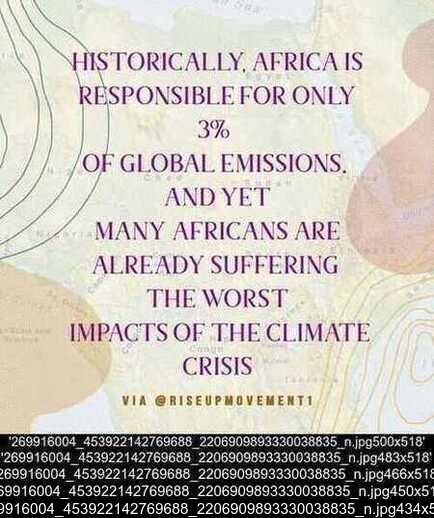 HISTORICALLY, AFRICA IS
RESPONSIBLE FOR ONLY
3%
OF GLOBAL EMISSIONS.
AND YET
MANY AFRICANS ARE
ALREADY SUFFERING
THE WORST
IMPACTS OF THE CLIMATE
CRISIS
VIA @RISEUPMOVEMENT1
'269916004_453922142769688_2206909893330038835_n.jpg500x518'
'269916004_453922142769688_2206909893330038835_n.jpg483x518'
269916004_453922142769688_2206909893330038835_n.jpg466x518
69916004_453922142769688_2206909893330038835_n.jpg450x51
9916004_453922142769688_2206909893330038835_n.jpg434x5